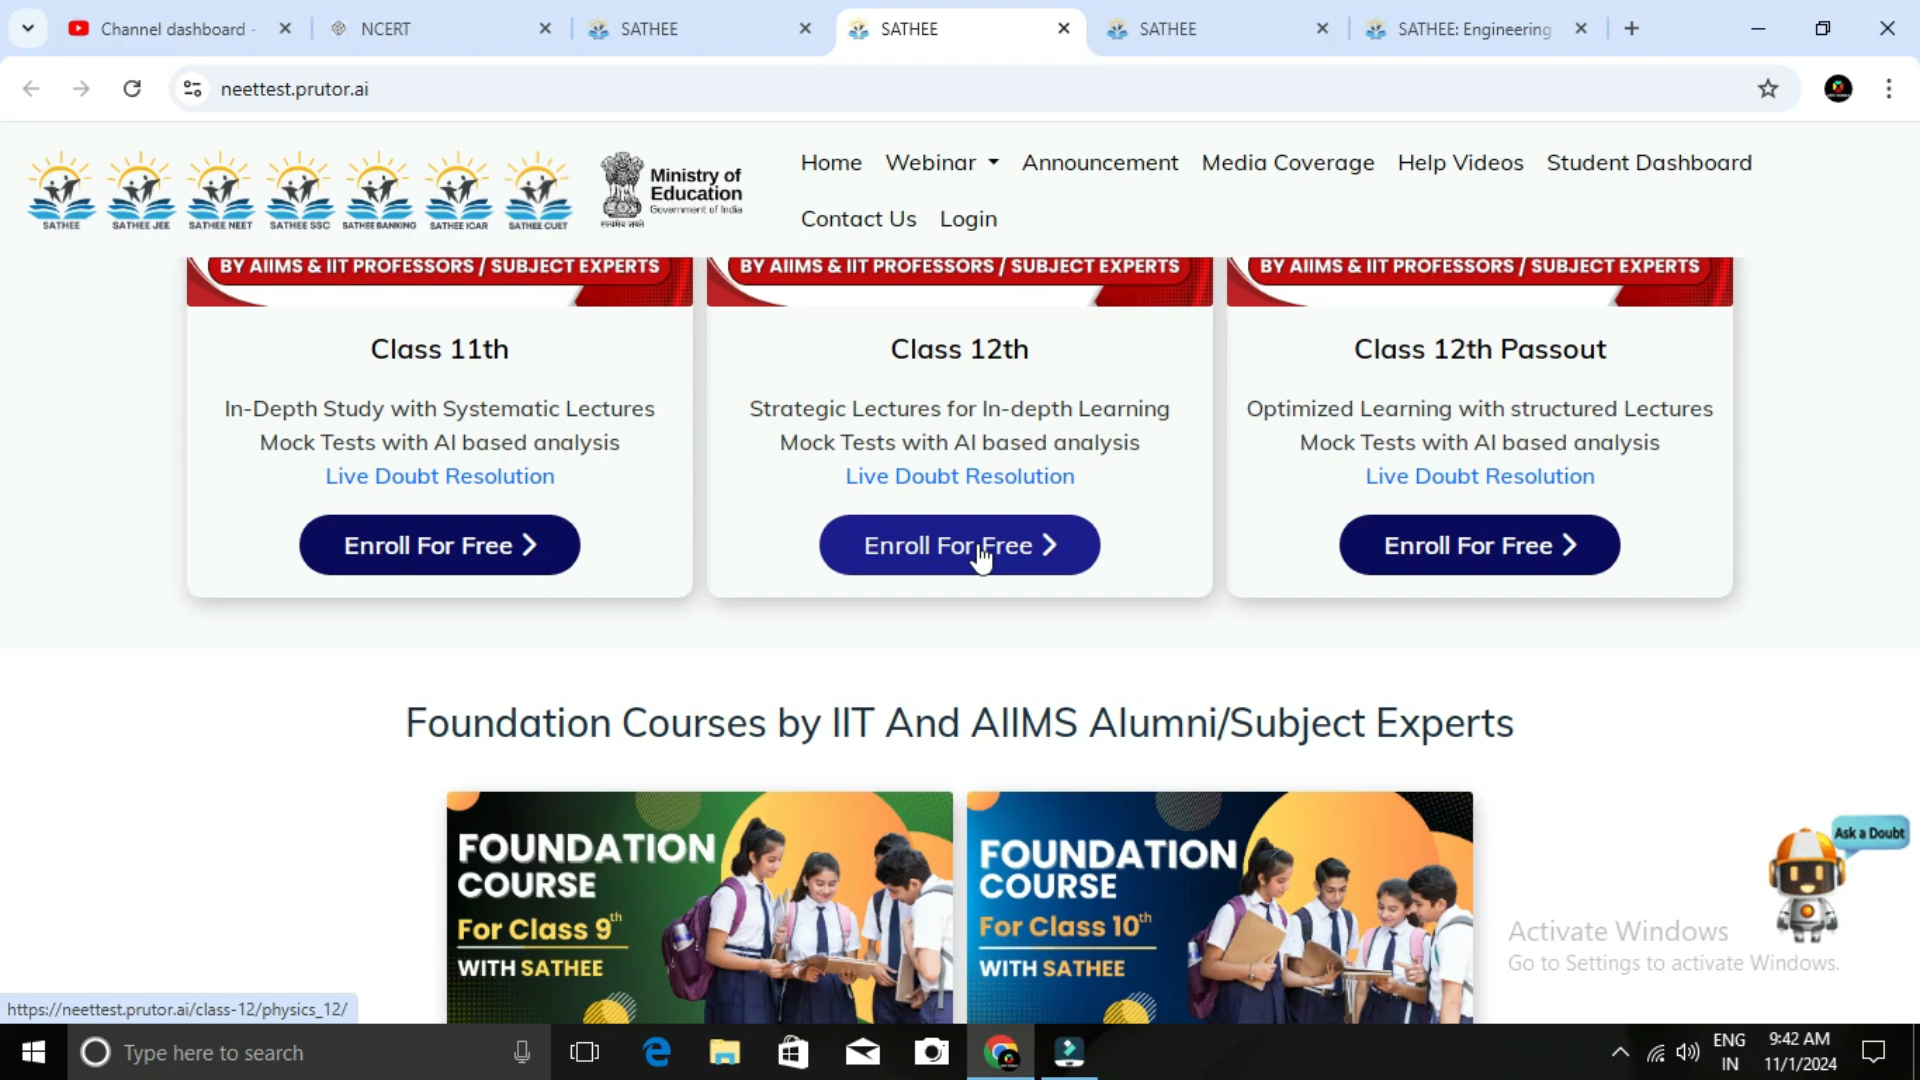 Channel dashboard -
NCERT
SATHEE
SATHEE
SATHEE
SATHEE: Engineering
neettest.prutor.ai
SATHEE
SATHEE JEE
SATHEE NEET
SATHEE SSC
SATHEE BANKING
SATHEE ICAR
SATHEE CUET
सत्यमेव जयते
Ministry of
Education
Government of India
Home
Webinar
Announcement
Media Coverage
Help Videos
Student Dashboard
Contact Us
Login
BY AIIMS & IIT PROFESSORS / SUBJECT EXPERTS
BY AIIMS & IIT PROFESSORS / SUBJECT EXPERTS
BY AIIMS & IIT PROFESSORS / SUBJECT EXPERTS
Class 11th
In-Depth Study with Systematic Lectures
Mock Tests with AI based analysis
Live Doubt Resolution
Enroll For Free
Class 12th
Strategic Lectures for In-depth Learning
Mock Tests with AI based analysis
Live Doubt Resolution
Enroll For Free
Class 12th Passout
Optimized Learning with structured Lectures
Mock Tests with AI based analysis
Live Doubt Resolution
Enroll For Free
Foundation Courses by IIT And AIIMS Alumni/Subject Experts
FOUNDATION
COURSE
For Class 9th
WITH SATHEE
FOUNDATION
COURSE
For Class 10th
WITH SATHEE
Ask a Doubt
Activate Windows
Go to Settings to activate Windows.
https://neettest.prutor.ai/class-12/physics_12/
Type here to search
ENG
IN
9:42 AM
11/1/2024